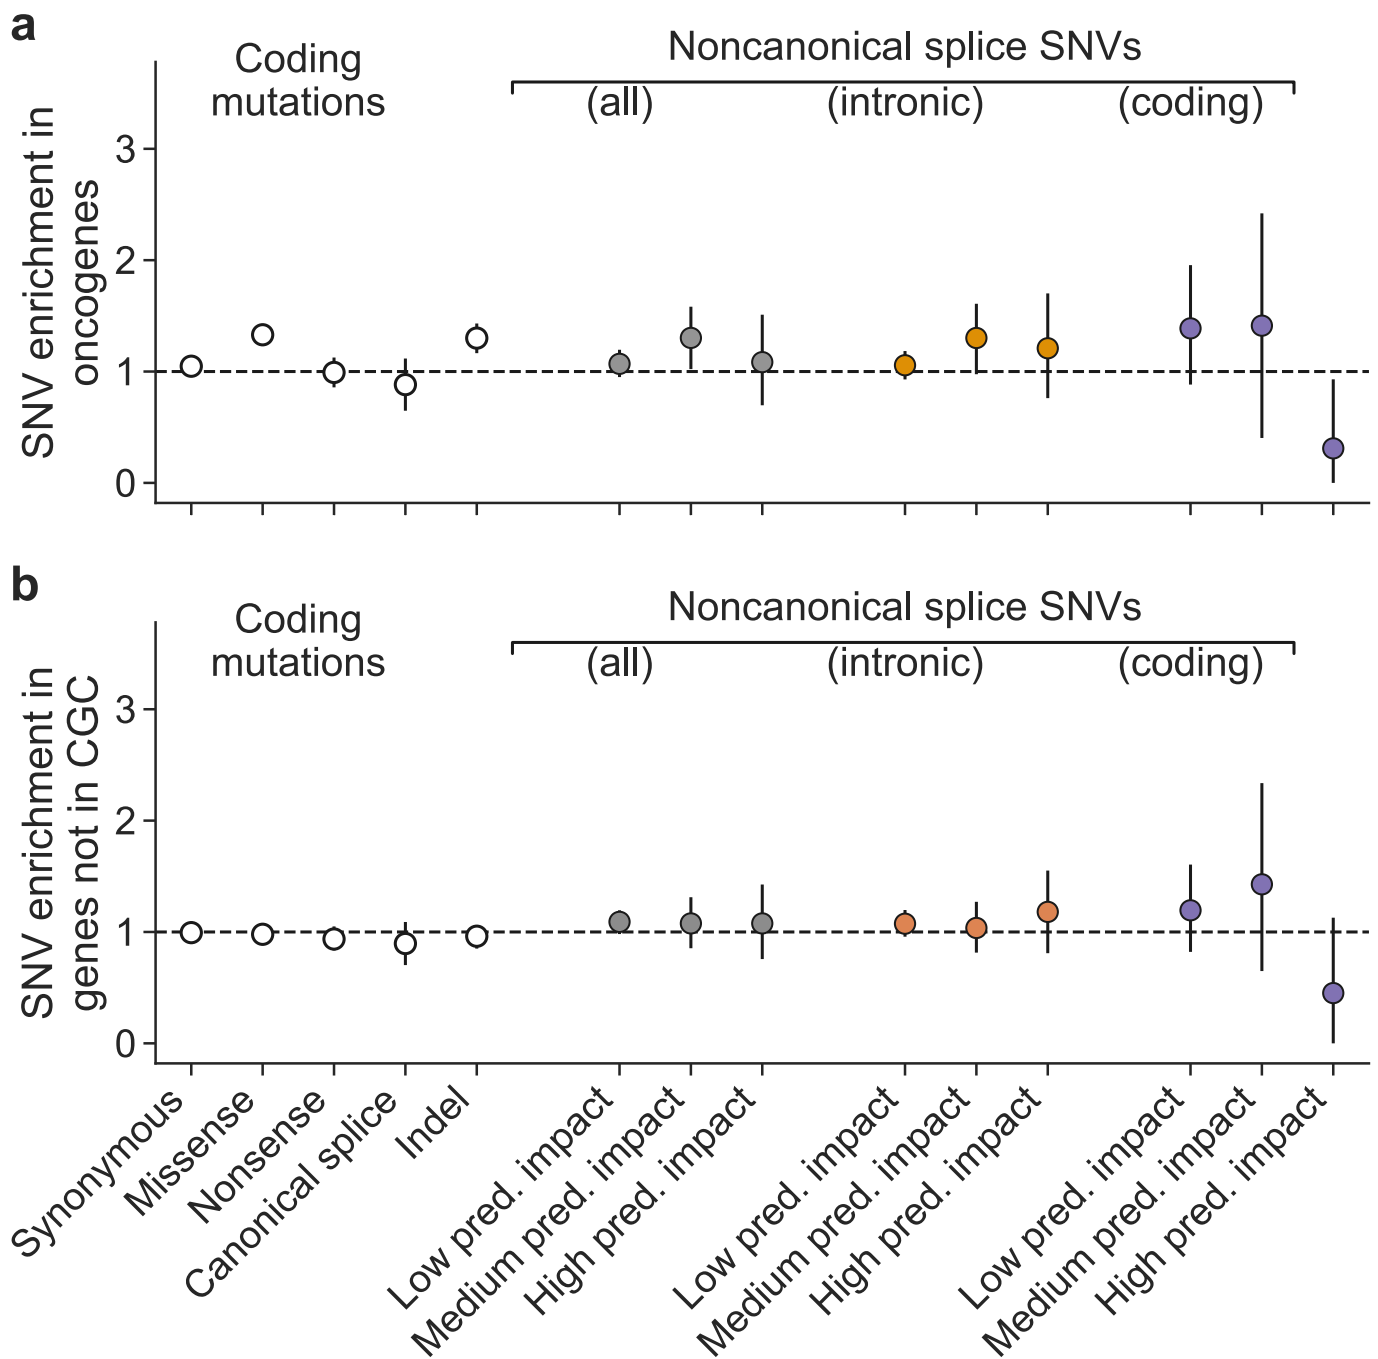 a
Coding
mutations
Noncanonical splice SNVs
(all)
(intronic)
(coding)
SNV enrichment in
oncogenes
3
2
1
0
b
Coding
mutations
Noncanonical splice SNVs
(all)
(intronic)
(coding)
SNV enrichment in
genes not in CGC
3
2
1
0
Synonymous
Missense
Nonsense
Canonical splice
Indel
Low pred. impact
Medium pred. impact
High pred. impact
Low pred. impact
Medium pred. impact
High pred. impact
Low pred. impact
Medium pred. impact
High pred. impact